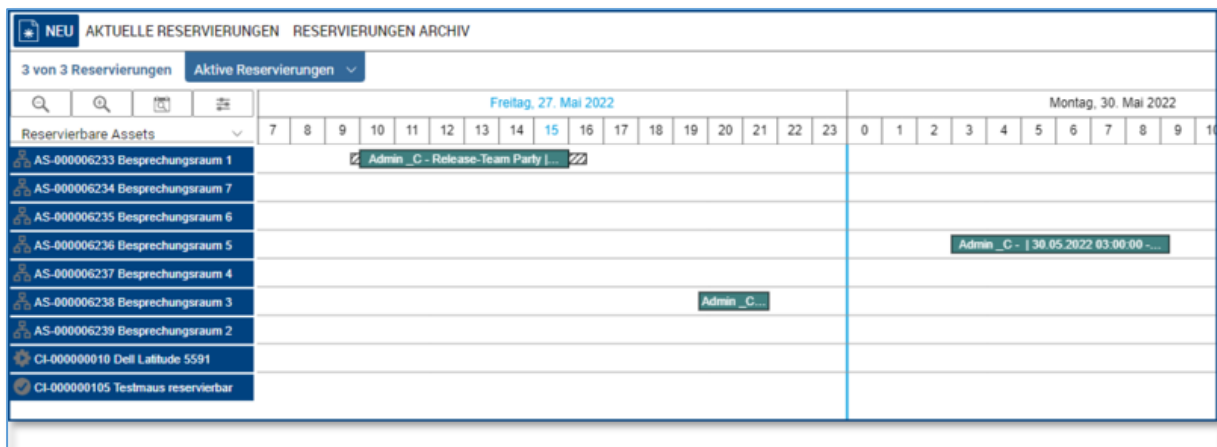 NEU AKTUELLE RESERVIERUNGEN RESERVIERUNGEN ARCHIV
3 von 3 Reservierungen Aktive Reservierungen
Freitag, 27. Mai 2022 Montag, 30. Mai 2022
Reservierbare Assets 7 8 9 10 11 12 13 14 15 16 17 18 19 20 21 22 23 0 1 2 3 4 5 6 7 8 9 10
AS-000006233 Besprechungsraum 1 Admin _C - Release-Team Party |...
AS-000006234 Besprechungsraum 7
AS-000006235 Besprechungsraum 6
AS-000006236 Besprechungsraum 5 Admin _C - | 30.05.2022 03:00:00 -...
AS-000006237 Besprechungsraum 4
AS-000006238 Besprechungsraum 3 Admin _C...
AS-000006239 Besprechungsraum 2
CI-000000010 Dell Latitude 5591
CI-000000105 Testmaus reservierbar